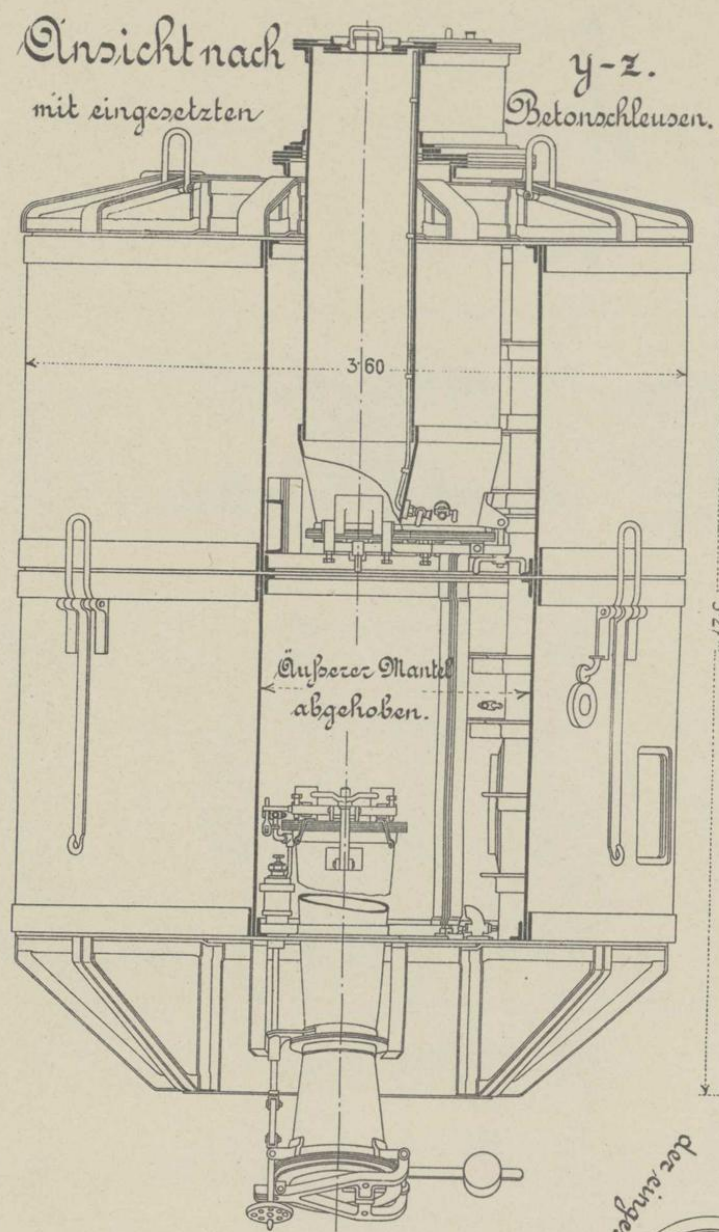 Ansicht nach y-z.
mit eingesetzten Betonschleusen.
3˙60
Äußerer Mantel
abgehoben.